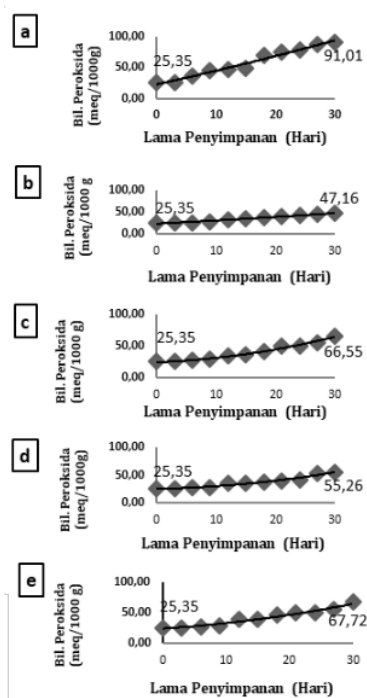 a
Bil. Peroksida
(meq/1000g)
100,00
50,00
0,00
25,35
91,01
0
10
20
30
Lama Penyimpanan (Hari)
b
Bil. Peroksida
(meq/1000 g
100,00
50,00
0,00
25,35
47,16
0
10
20
30
Lama Penyimpanan (Hari)
c
Bil. Peroksida
(meq/1000 g)
100,00
50,00
0,00
25,35
66,55
0
10
20
30
Lama Penyimpanan (Hari)
d
Bil. Peroksida
(meq/1000g)
100,00
50,00
0,00
25,35
55,26
0
10
20
30
Lama Penyimpanan (Hari)
e
Bil. Peroksida
(meq/1000 g)
100,00
50,00
0,00
25,35
67,72
0
10
20
30
Lama Penyimpanan (Hari)